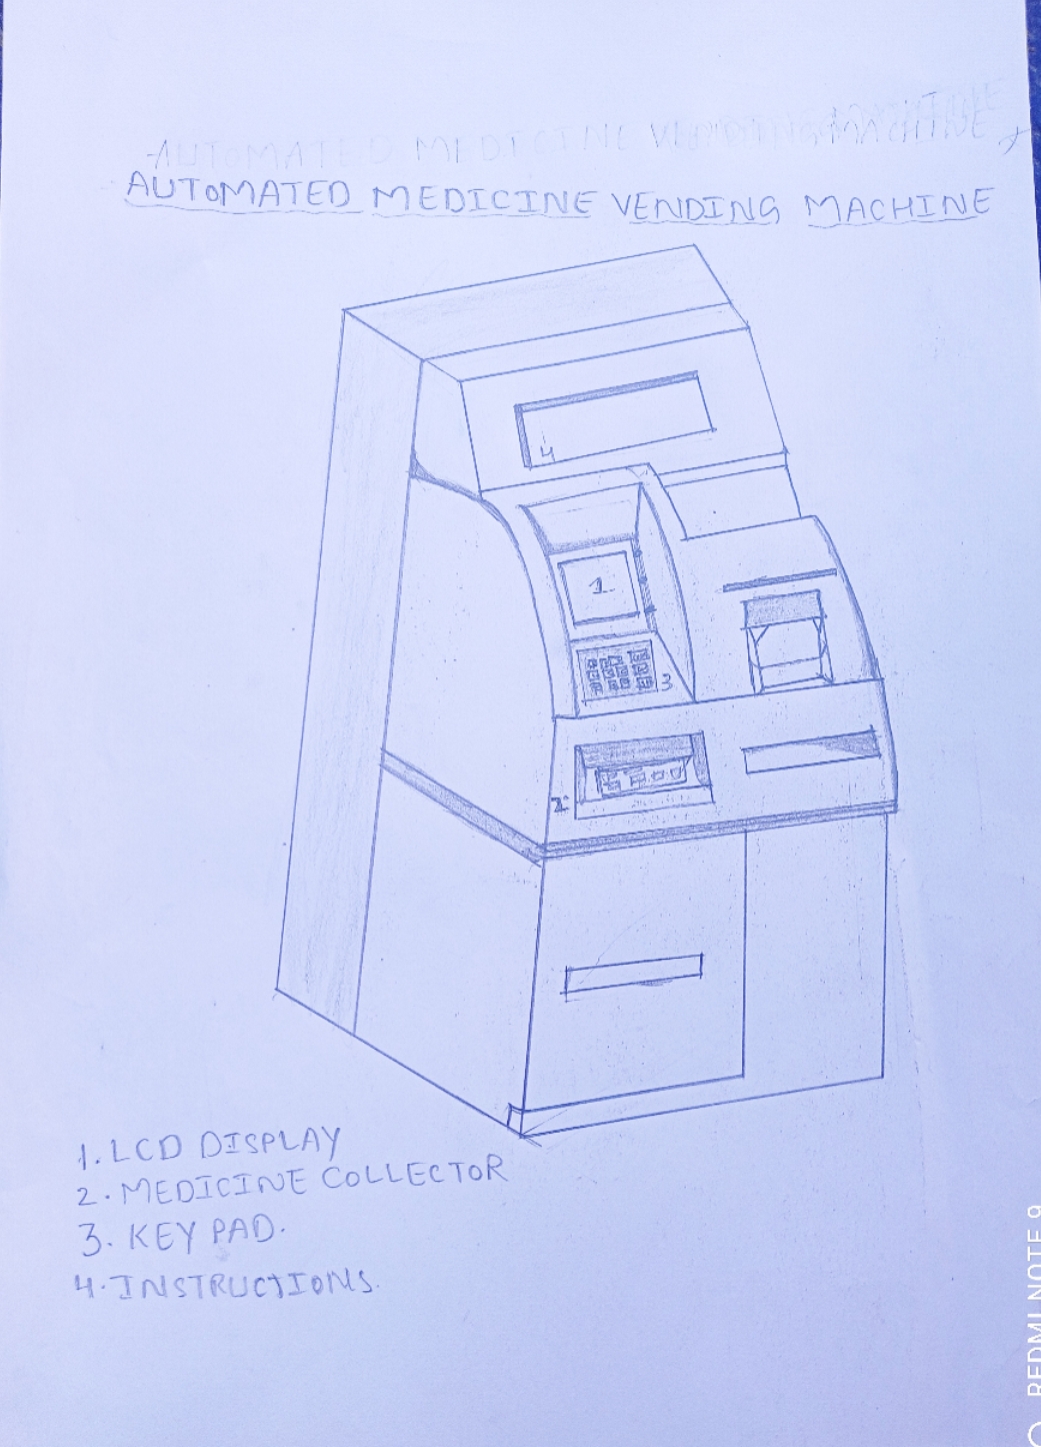 AUTOMATED MEDICINE VENDING MACHINE
AUTOMATED MEDICINE VENDING MACHINE
4
1
3
2
1. LCD DISPLAY
2. MEDICINE COLLECTOR
3. KEY PAD.
4. INSTRUCTIONS.
REDMI NOTE 9